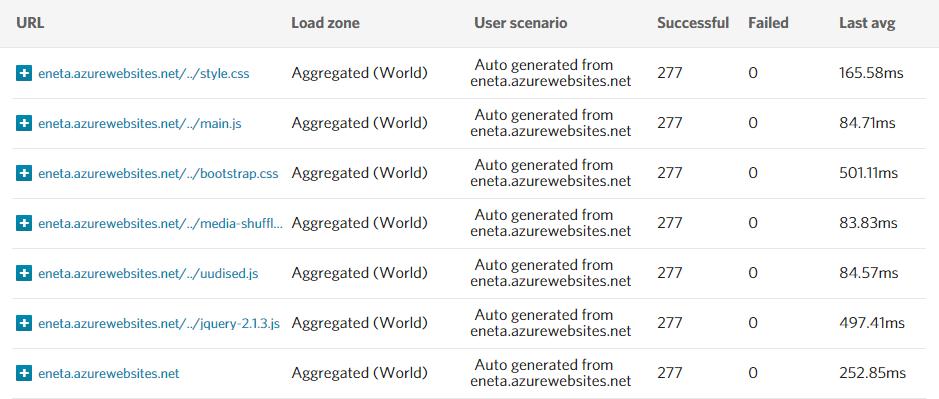 URL Load zone User scenario Successful Failed Last avg
eneta.azurewebsites.net/../style.css Aggregated (World) Auto generated from eneta.azurewebsites.net 277 0 165.58ms
eneta.azurewebsites.net/../main.js Aggregated (World) Auto generated from eneta.azurewebsites.net 277 0 84.71ms
eneta.azurewebsites.net/../bootstrap.css Aggregated (World) Auto generated from eneta.azurewebsites.net 277 0 501.11ms
eneta.azurewebsites.net/../media-shuffl... Aggregated (World) Auto generated from eneta.azurewebsites.net 277 0 83.83ms
eneta.azurewebsites.net/../uudised.js Aggregated (World) Auto generated from eneta.azurewebsites.net 277 0 84.57ms
eneta.azurewebsites.net/../jquery-2.1.3.js Aggregated (World) Auto generated from eneta.azurewebsites.net 277 0 497.41ms
eneta.azurewebsites.net Aggregated (World) Auto generated from eneta.azurewebsites.net 277 0 252.85ms